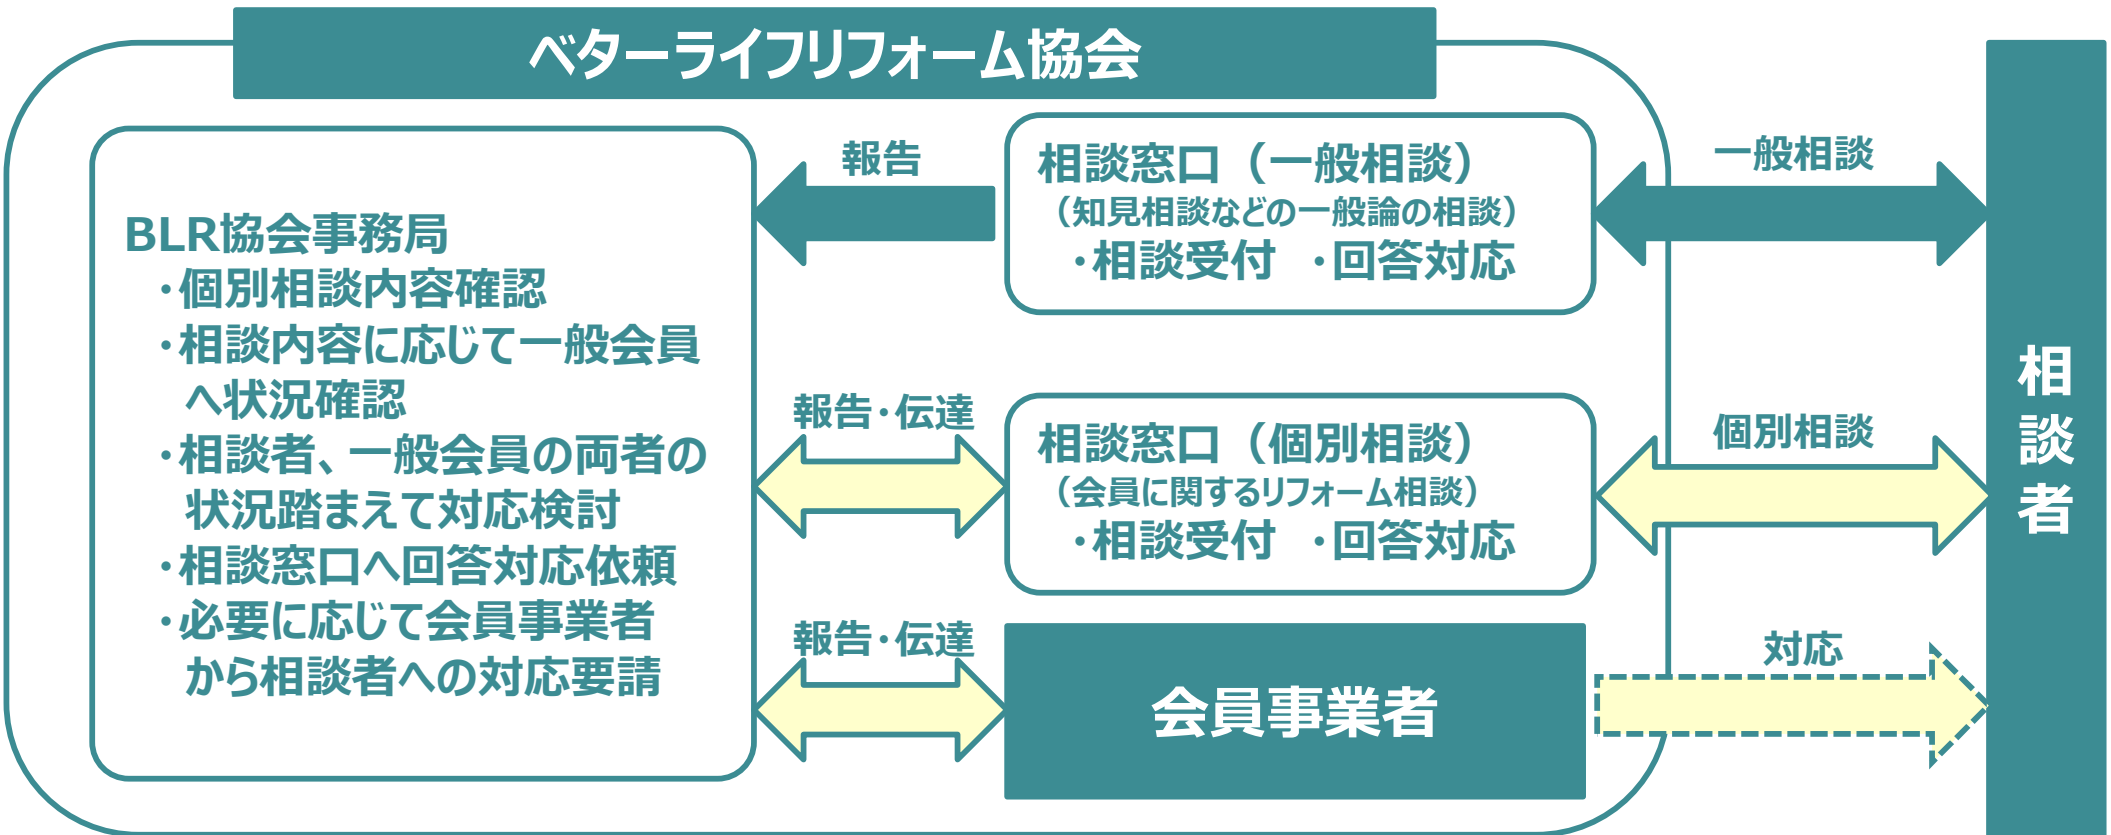 ベターライフリフォーム協会
BLR協会事務局
・個別相談内容確認
・相談内容に応じて一般会員
へ状況確認
・相談者、一般会員の両者の
状況踏まえて対応検討
・相談窓口へ回答対応依頼
・必要に応じて会員事業者
から相談者への対応要請
報告
相談窓口（一般相談）
（知見相談などの一般論の相談）
・相談受付 ・回答対応
一般相談
報告・伝達
相談窓口（個別相談）
（会員に関するリフォーム相談）
・相談受付 ・回答対応
個別相談
報告・伝達
会員事業者
対応
相談者